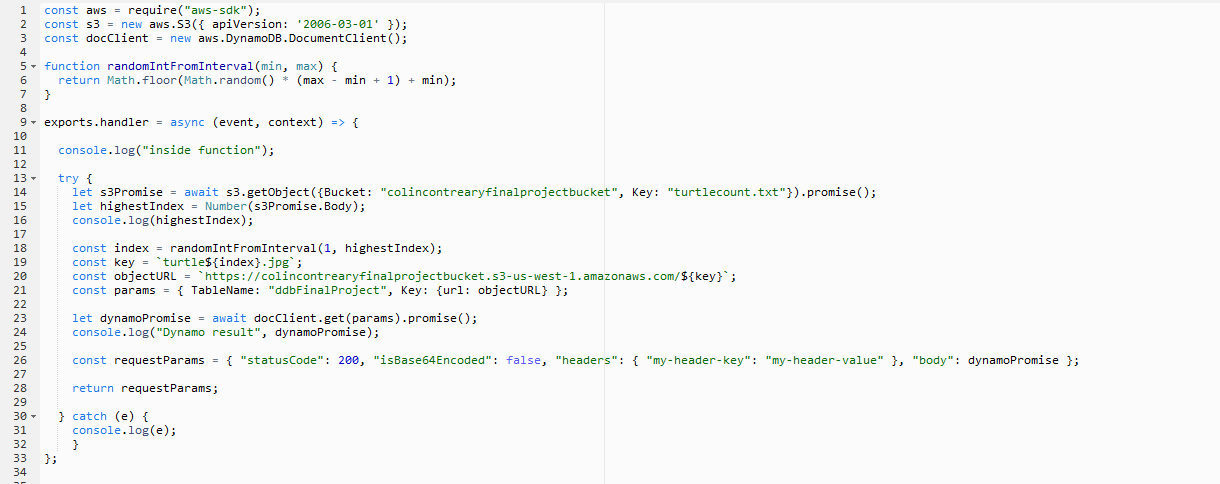 1 const aws = require("aws-sdk");
2 const s3 = new aws.S3({ apiVersion: '2006-03-01' });
3 const docClient = new aws.DynamoDB.DocumentClient();
4
5 function randomIntFromInterval(min, max) {
6   return Math.floor(Math.random() * (max - min + 1) + min);
7 }
8
9 exports.handler = async (event, context) => {
10
11   console.log("inside function");
12
13   try {
14     let s3Promise = await s3.getObject({Bucket: "colincontrearyfinalprojectbucket", Key: "turtlecount.txt"}).promise();
15     let highestIndex = Number(s3Promise.Body);
16     console.log(highestIndex);
17
18     const index = randomIntFromInterval(1, highestIndex);
19     const key = `turtle${index}.jpg`;
20     const objectURL = `https://colincontrearyfinalprojectbucket.s3-us-west-1.amazonaws.com/${key}`;
21     const params = { TableName: "ddbFinalProject", Key: {url: objectURL} };
22
23     let dynamoPromise = await docClient.get(params).promise();
24     console.log("Dynamo result", dynamoPromise);
25
26     const requestParams = { "statusCode": 200, "isBase64Encoded": false, "headers": { "my-header-key": "my-header-value" }, "body": dynamoPromise };
27
28     return requestParams;
29
30   } catch (e) {
31     console.log(e);
32     }
33 };
34